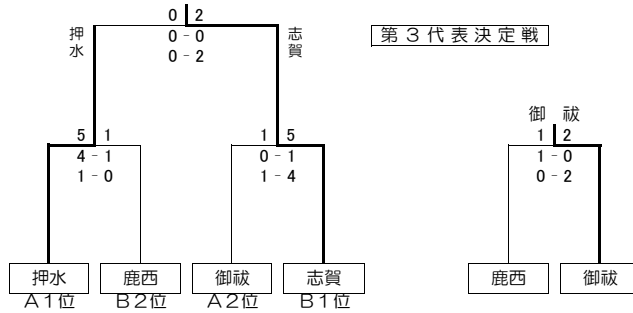 0 2
押水 0 - 0 志賀
0 - 2
第３代表決定戦
御祓
5 1
4 - 1
1 - 0
1 5
0 - 1
1 - 4
1 2
1 - 0
0 - 2
押水 鹿西 御祓 志賀 鹿西 御祓
Ａ1位 Ｂ2位 Ａ2位 Ｂ1位